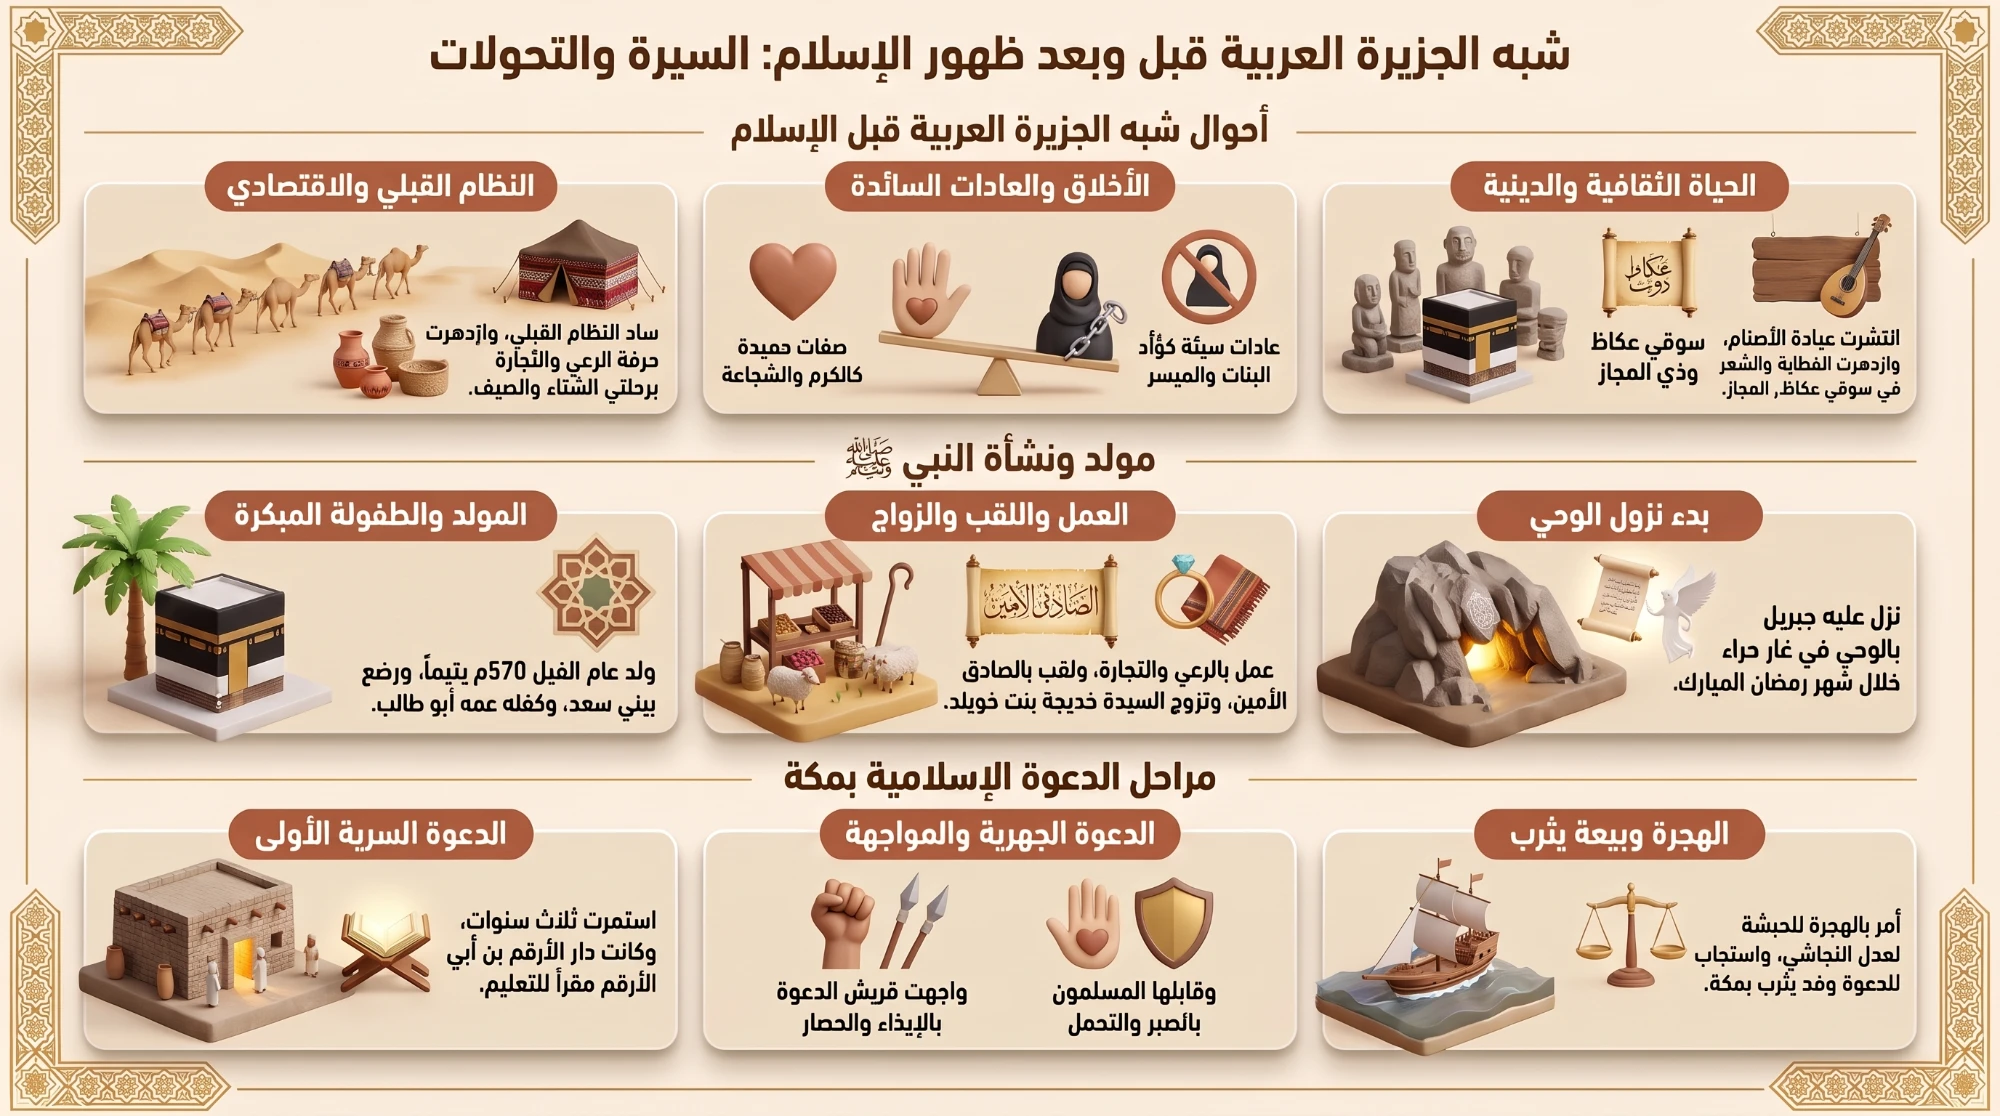 شبه الجزيرة العربية قبل وبعد ظهور الإسلام: السيرة والتحولات
أحوال شبه الجزيرة العربية قبل الإسلام
الحياة الثقافية والدينية
انتشرت عيادة الأصنام،
وازدهرت الفطابة والشعر
في سوقي عكاظ, المجاز.
سوقي عكاظ
وذي المجاز
الأخلاق والعادات السائدة
عادات سيئة كوُأد
البنات والميسر
صفات حميدة
كالكرم والشجاعة
النظام القبلي والاقتصادي
ساد النظام القبلي، وازدهرت
حرفة الرعي والتجارة
برحلتي الشتاء والصيف.
مولد ونشأة النبي ﷺ
بدء نزول الوحي
نزل عليه جبريل
بالوحي في غار حراء
خلال شهر رمضان الميارك.
العمل واللقب والزواج
الصادق الأمين
عمل بالرعي والتجارة، ولقب بالصادق
الأمين، وتزوج السيدة خديجة بنت خويلد.
المولد والطفولة المبكرة
ولد عام الفيل 570م يتيماً، ورضع
بيني سعد، وكفله عمه أبو طالب.
مراحل الدعوة الإسلامية بمكة
الهجرة وبيعة يثرب
أمر بالهجرة للحبشة
لعدل النجاشي، واستجاب
للدعوة وفد يثرب بمكة.
الدعوة الجهرية والمواجهة
وقابلها المسلمون
بالصبر والتحمل
واجهت قريش الدعوة
بالإيذاء والحصار
الدعوة السرية الأولى
استمرت ثلاث سنوات،
وكانت دار الأرقم بن أبي
الأرقم مقراً للتعليم.